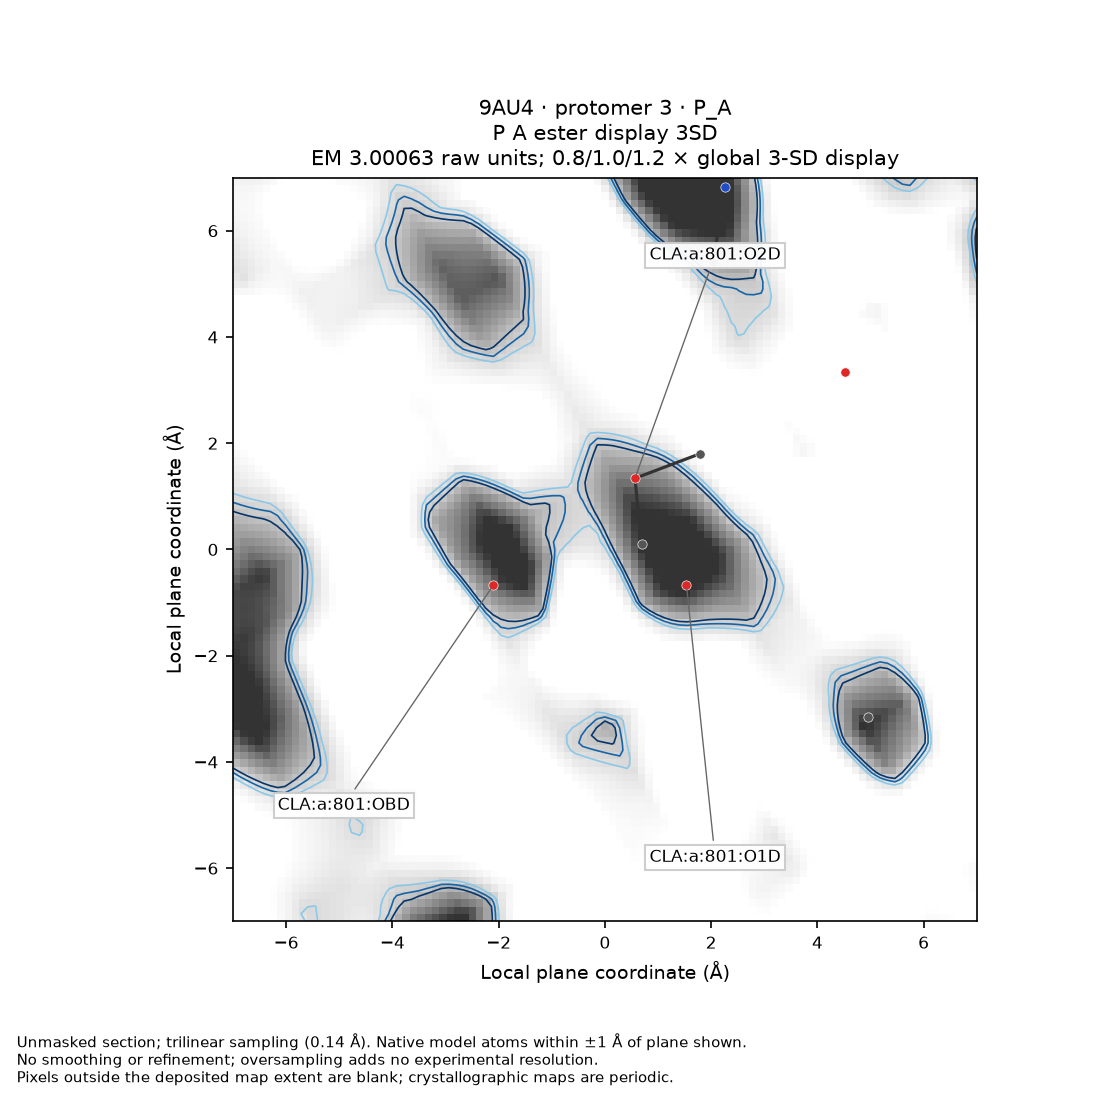 9AU4 · protomer 3 · P_A
P A ester display 3SD
EM 3.00063 raw units; 0.8/1.0/1.2 × global 3-SD display
CLA:a:801:O2D
CLA:a:801:OBD
CLA:a:801:O1D
6
4
2
0
−2
−4
−6
Local plane coordinate (Å)
−6
−4
−2
0
2
4
6
Local plane coordinate (Å)
Unmasked section; trilinear sampling (0.14 Å). Native model atoms within ±1 Å of plane shown.
No smoothing or refinement; oversampling adds no experimental resolution.
Pixels outside the deposited map extent are blank; crystallographic maps are periodic.